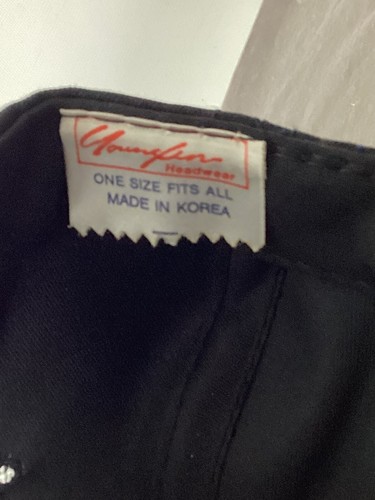 Youngan
Headwear
ONE SIZE FITS ALL
MADE IN KOREA